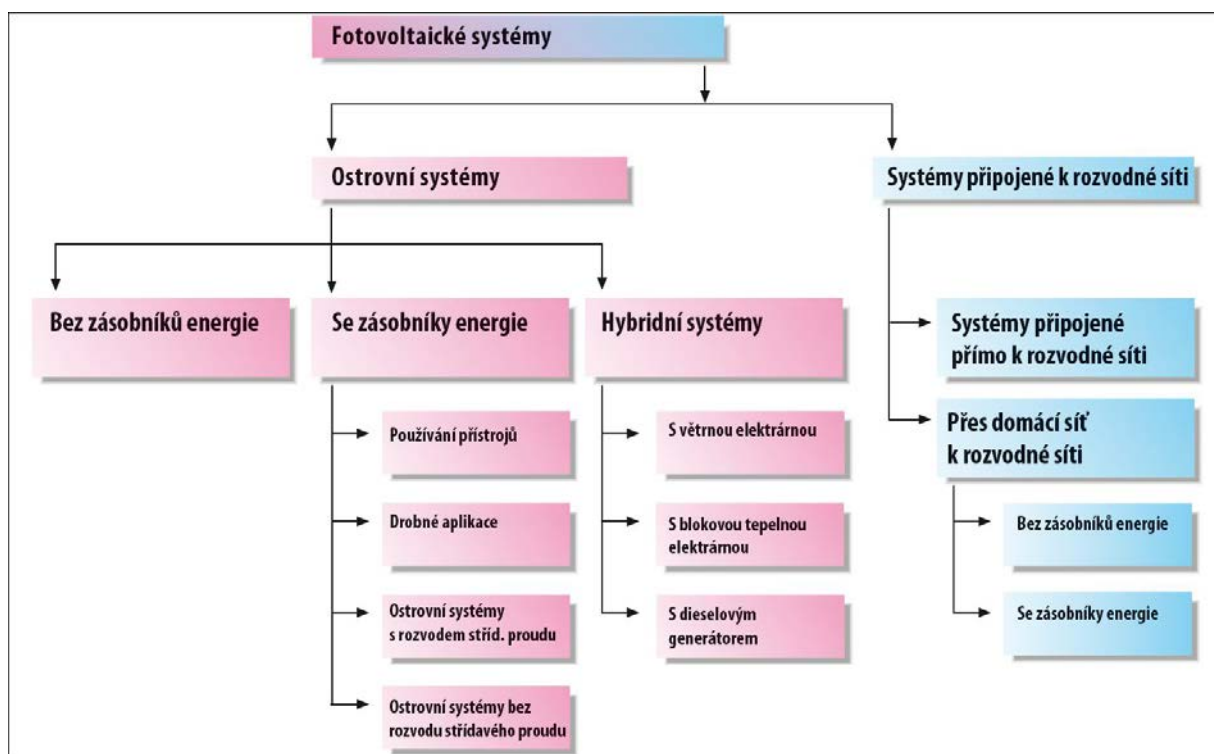 Fotovoltaické systémy
Ostrovní systémy
Systémy připojené k rozvodné síti
Bez zásobníků energie
Se zásobníky energie
Hybridní systémy
Systémy připojené
přímo k rozvodné síti
Používání přístrojů
S větrnou elektrárnou
Přes domácí síť
k rozvodné síti
Drobné aplikace
S blokovou tepelnou
elektrárnou
Bez zásobníků energie
Ostrovní systémy
s rozvodem stříd. proudu
S dieselovým
generátorem
Se zásobníky energie
Ostrovní systémy bez
rozvodu střídavého proudu